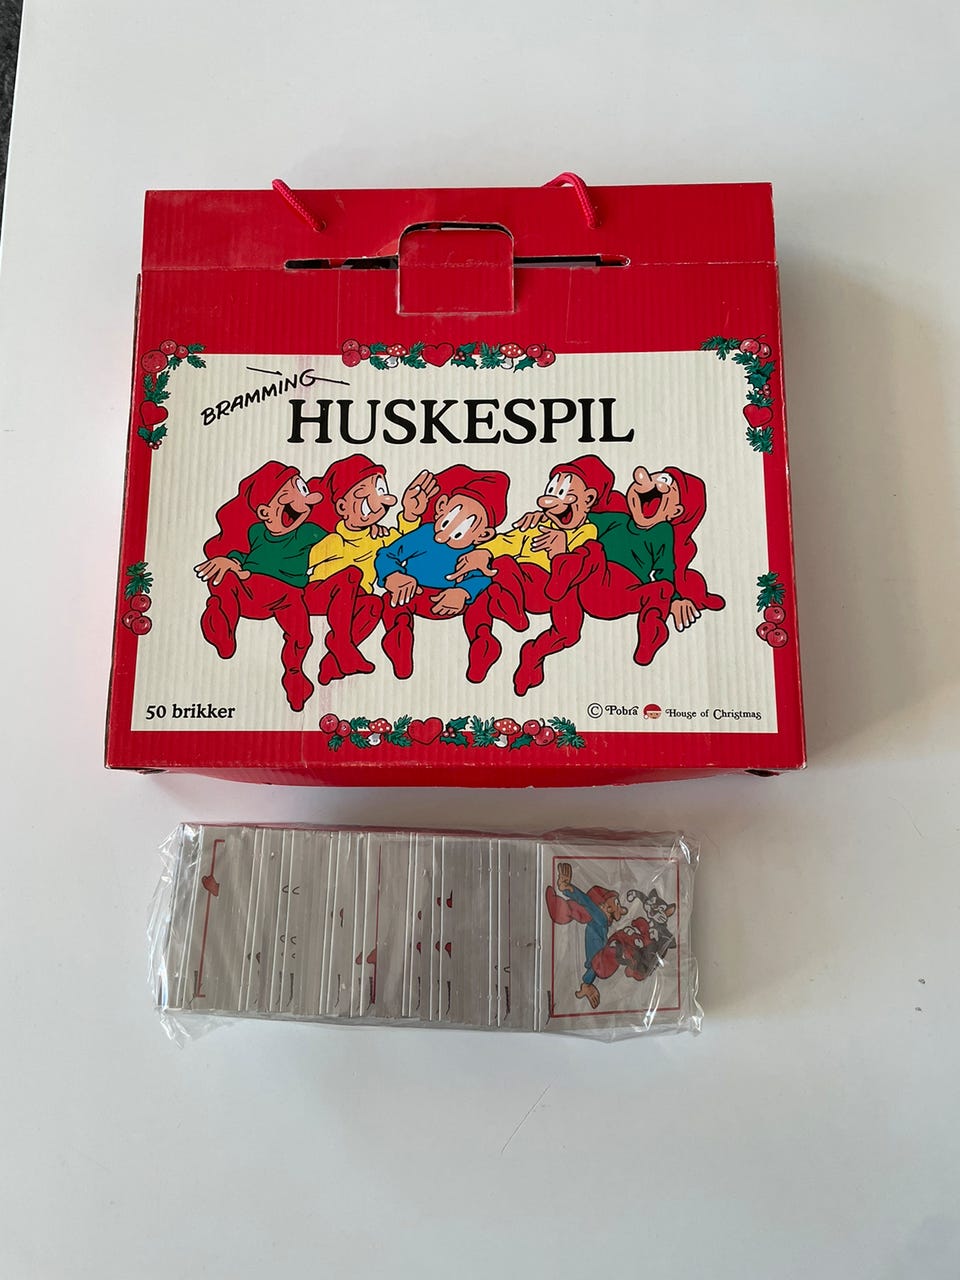 BRAMMING
HUSKESPIL
50 brikker
© Pobra House of Christmas